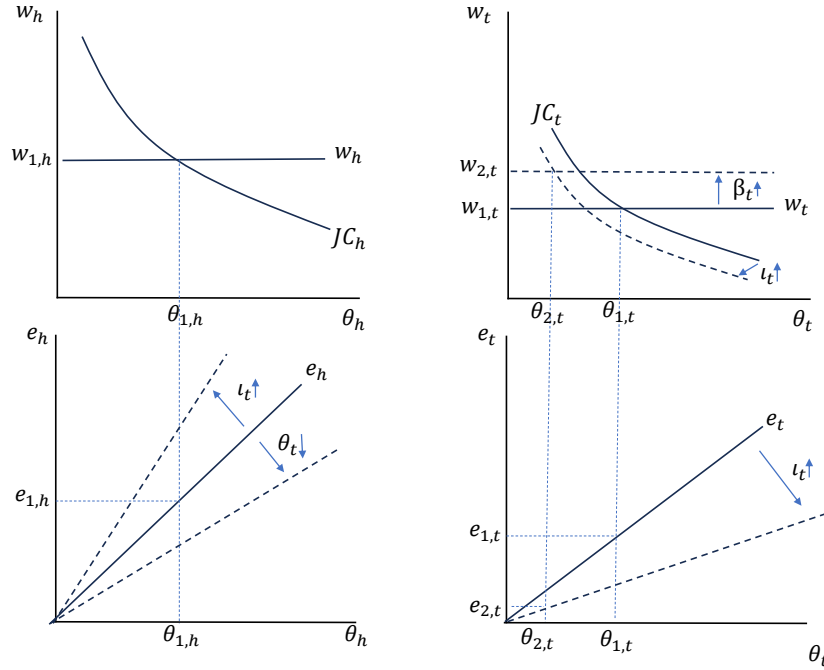 w_h
w_{1,h}
w_h
JC_h
θ_{1,h}
θ_h
w_t
JC_t
w_{2,t}
β_t↑
w_{1,t}
w_t
ι_t↑
θ_{2,t}
θ_{1,t}
θ_t
e_h
e_h
ι_t↑
θ_t↓
e_{1,h}
θ_{1,h}
θ_h
e_t
e_t
ι_t↑
e_{1,t}
e_{2,t}
θ_{2,t}
θ_{1,t}
θ_t